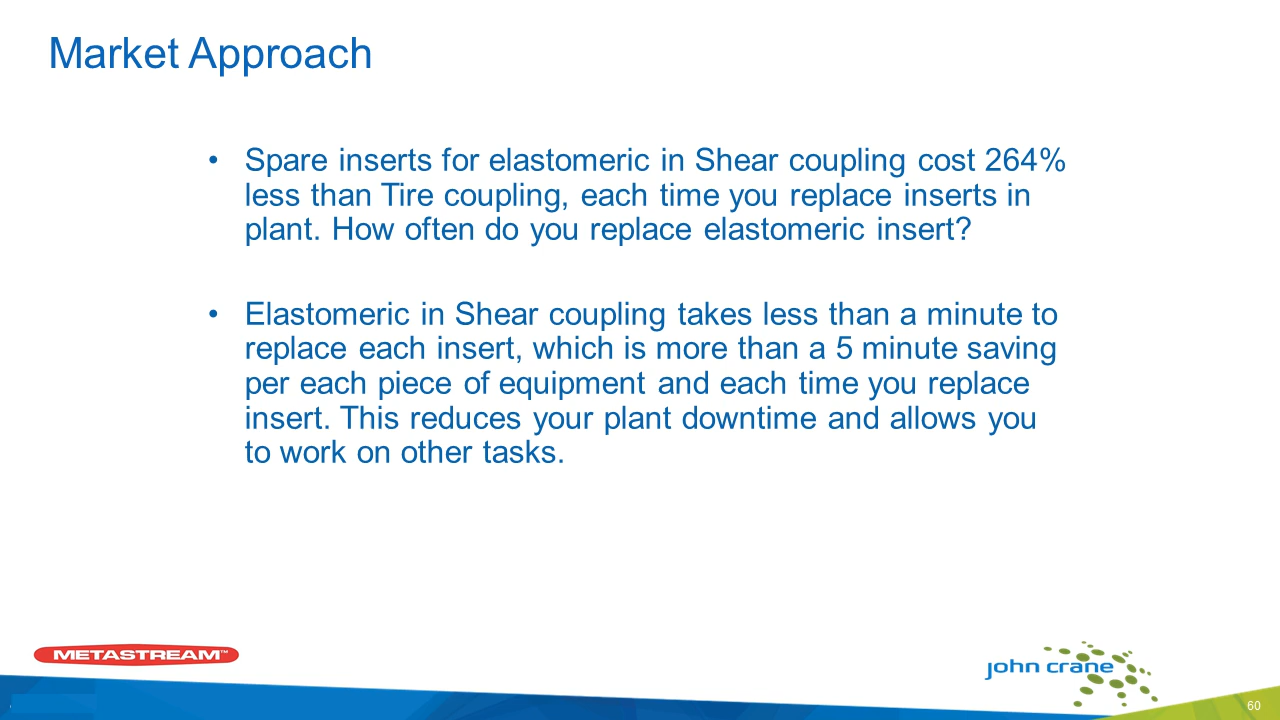 Market Approach
• Spare inserts for elastomeric in Shear coupling cost 264%
less than Tire coupling, each time you replace inserts in
plant. How often do you replace elastomeric insert?
• Elastomeric in Shear coupling takes less than a minute to
replace each insert, which is more than a 5 minute saving
per each piece of equipment and each time you replace
insert. This reduces your plant downtime and allows you
to work on other tasks.
METASTREAM™
john crane
60